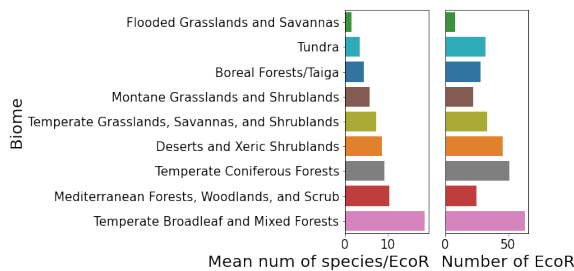 Biome
Flooded Grasslands and Savannas
Tundra
Boreal Forests/Taiga
Montane Grasslands and Shrublands
Temperate Grasslands, Savannas, and Shrublands
Deserts and Xeric Shrublands
Temperate Coniferous Forests
Mediterranean Forests, Woodlands, and Scrub
Temperate Broadleaf and Mixed Forests
0 10 0 50
Mean num of species/EcoR Number of EcoR